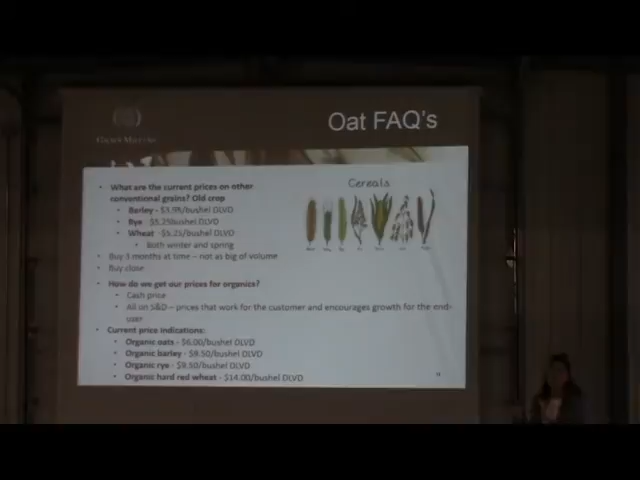 Oat FAQ's
GRAIN MILLERS
• What are the current prices on other
conventional grains? Old crop
• Barley - $3.95/bushel DLVD
• Rye - $5.25/bushel DLVD
• Wheat - $5.25/bushel DLVD
• Both winter and spring
• Buy 3 months at time – not as big of volume
• Buy close
Cereals
• How do we get our prices for organics?
• Cash price
• All on S&D – prices that work for the customer and encourages growth for the end-
user
• Current price indications:
• Organic oats - $6.00/bushel DLVD
• Organic barley - $9.50/bushel DLVD
• Organic rye - $9.50/bushel DLVD
• Organic hard red wheat - $14.00/bushel DLVD